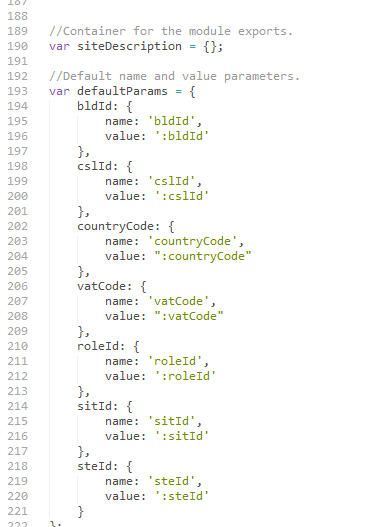 187
188
189 //Container for the module exports.
190 var siteDescription = {};
191
192 //Default name and value parameters.
193 var defaultParams = {
194 bldId: {
195 name: 'bldId',
196 value: ':bldId'
197 },
198 cslId: {
199 name: 'cslId',
200 value: ':cslId'
201 },
202 countryCode: {
203 name: 'countryCode',
204 value: ":countryCode"
205 },
206 vatCode: {
207 name: 'vatCode',
208 value: ":vatCode"
209 },
210 roleId: {
211 name: 'roleId',
212 value: ':roleId'
213 },
214 sitId: {
215 name: 'sitId',
216 value: ':sitId'
217 },
218 steId: {
219 name: 'steId',
220 value: ':steId'
221 }
222 };